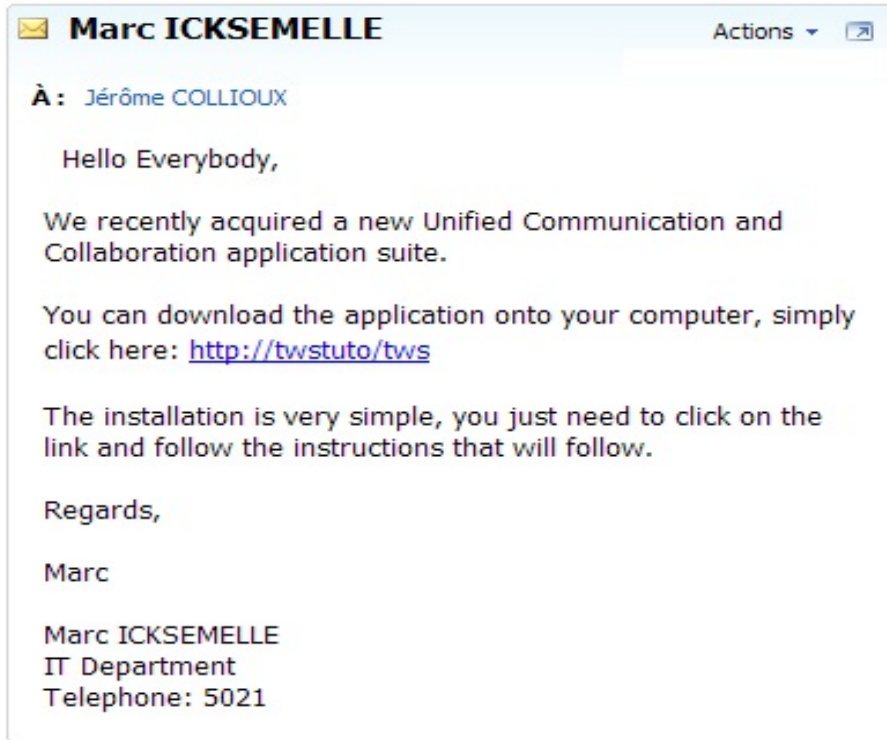 Marc ICKSEMELLE
Actions
À : Jérôme COLLIOUX
Hello Everybody,
We recently acquired a new Unified Communication and
Collaboration application suite.
You can download the application onto your computer, simply
click here: http://twstuto/tws
The installation is very simple, you just need to click on the
link and follow the instructions that will follow.
Regards,
Marc
Marc ICKSEMELLE
IT Department
Telephone: 5021